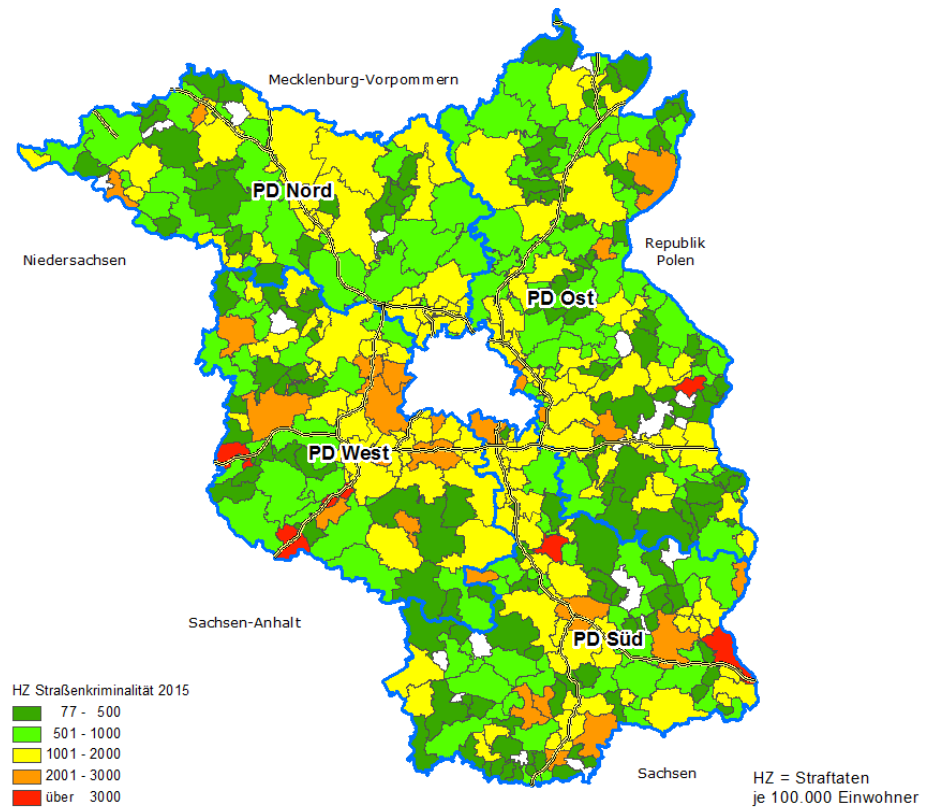 Mecklenburg-Vorpommern
PD Nord
Niedersachsen
Republik
Polen
PD Ost
PD West
Sachsen-Anhalt
PD Süd
HZ Straßenkriminalität 2015
77 - 500
501 - 1000
1001 - 2000
2001 - 3000
über 3000
Sachsen
HZ = Straftaten
je 100.000 Einwohner